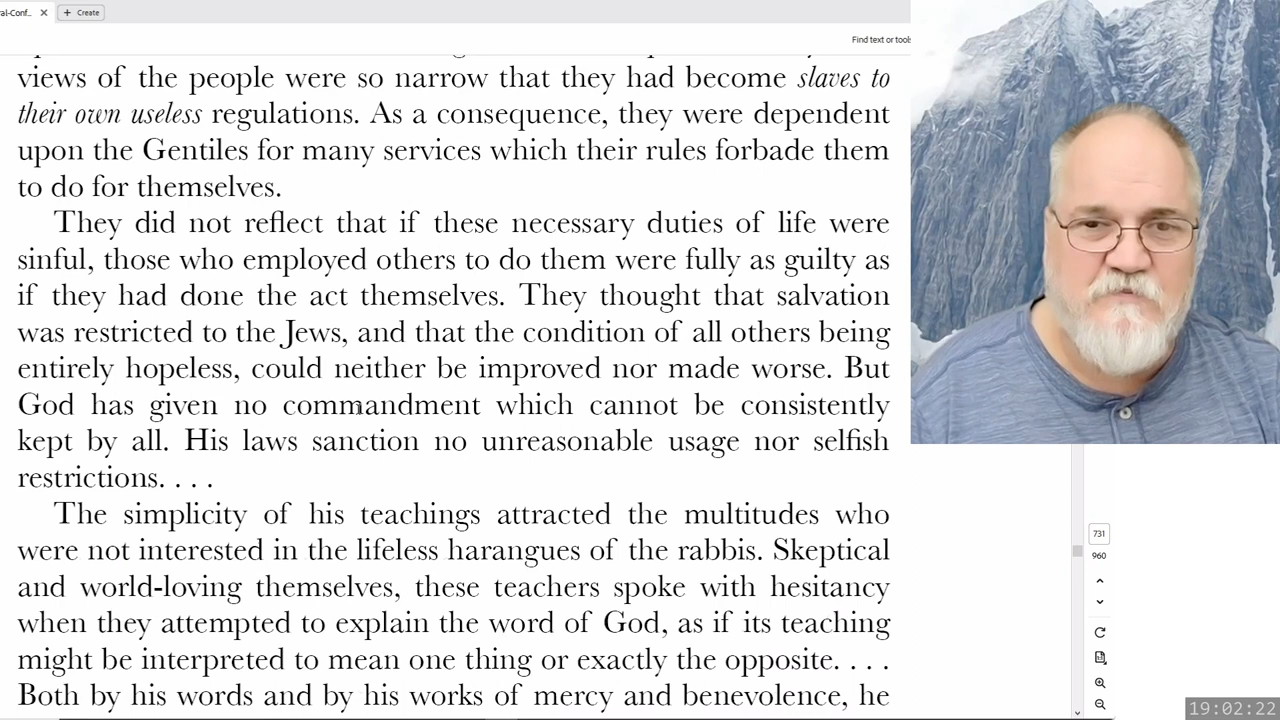 al-Conf..
Create
Find text or tools
views of the people were so narrow that they had become slaves to
their own useless regulations. As a consequence, they were dependent
upon the Gentiles for many services which their rules forbade them
to do for themselves.
They did not reflect that if these necessary duties of life were
sinful, those who employed others to do them were fully as guilty as
if they had done the act themselves. They thought that salvation
was restricted to the Jews, and that the condition of all others being
entirely hopeless, could neither be improved nor made worse. But
God has given no commandment which cannot be consistently
kept by all. His laws sanction no unreasonable usage nor selfish
restrictions. . . .
The simplicity of his teachings attracted the multitudes who
were not interested in the lifeless harangues of the rabbis. Skeptical
and world-loving themselves, these teachers spoke with hesitancy
when they attempted to explain the word of God, as if its teaching
might be interpreted to mean one thing or exactly the opposite. . . .
Both by his words and by his works of mercy and benevolence, he
731
960
19:02:22